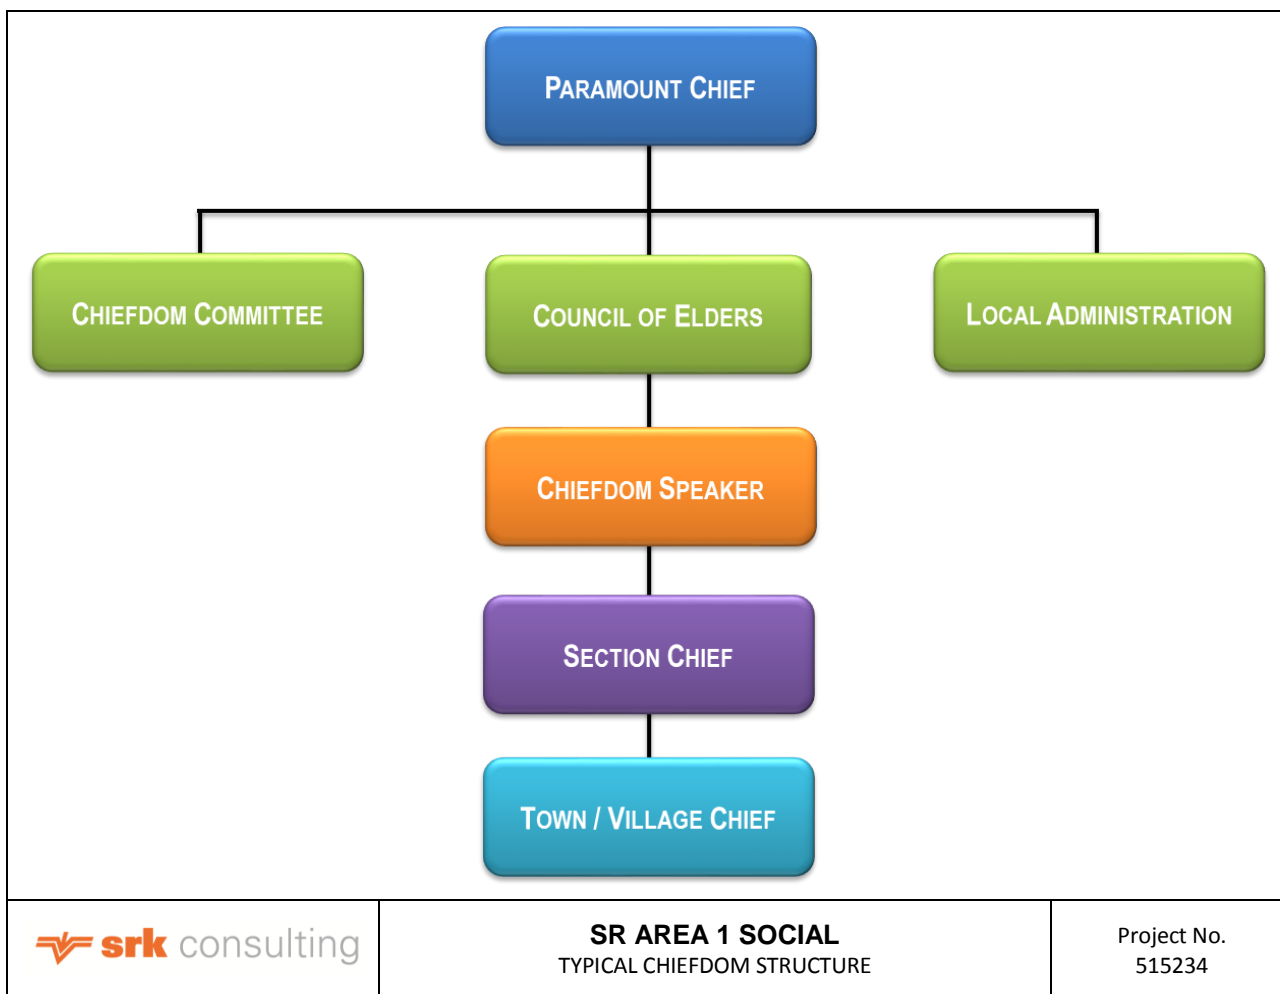 PARAMOUNT CHIEF
CHIEFDOM COMMITTEE
COUNCIL OF ELDERS
LOCAL ADMINISTRATION
CHIEFDOM SPEAKER
SECTION CHIEF
TOWN / VILLAGE CHIEF
srk consulting
SR AREA 1 SOCIAL
TYPICAL CHIEFDOM STRUCTURE
Project No.
515234